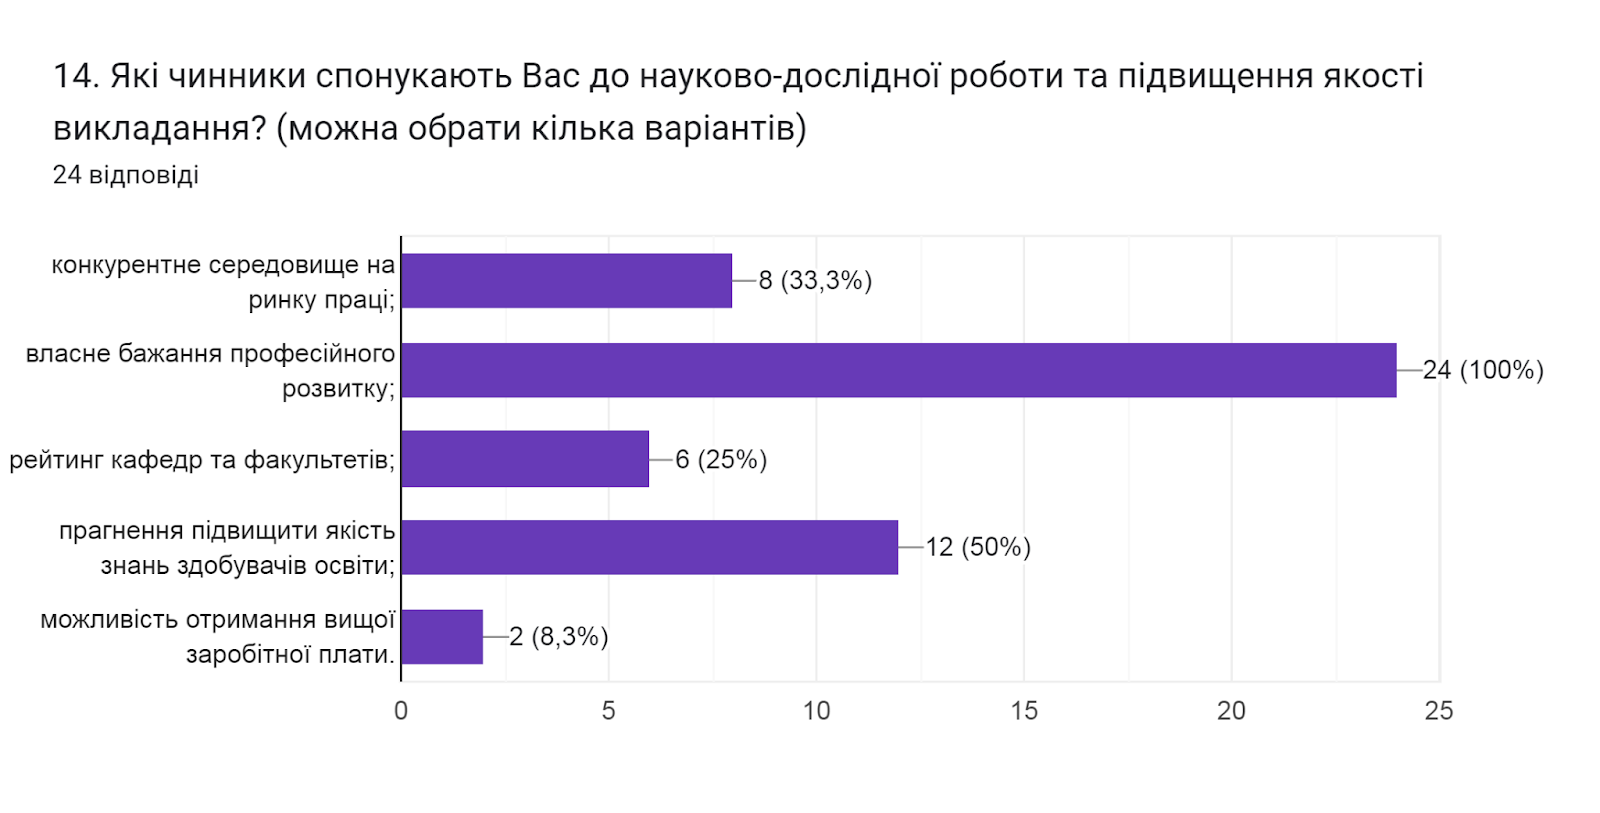 14. Які чинники спонукають Вас до науково-дослідної роботи та підвищення якості
викладання? (можна обрати кілька варіантів)
24 відповіді
конкурентне середовище на
ринку праці;
8 (33,3%)
власне бажання професійного
розвитку;
24 (100%)
рейтинг кафедр та факультетів;
6 (25%)
прагнення підвищити якість
знань здобувачів освіти;
12 (50%)
можливість отримання вищої
заробітної плати.
2 (8,3%)
0 5 10 15 20 25